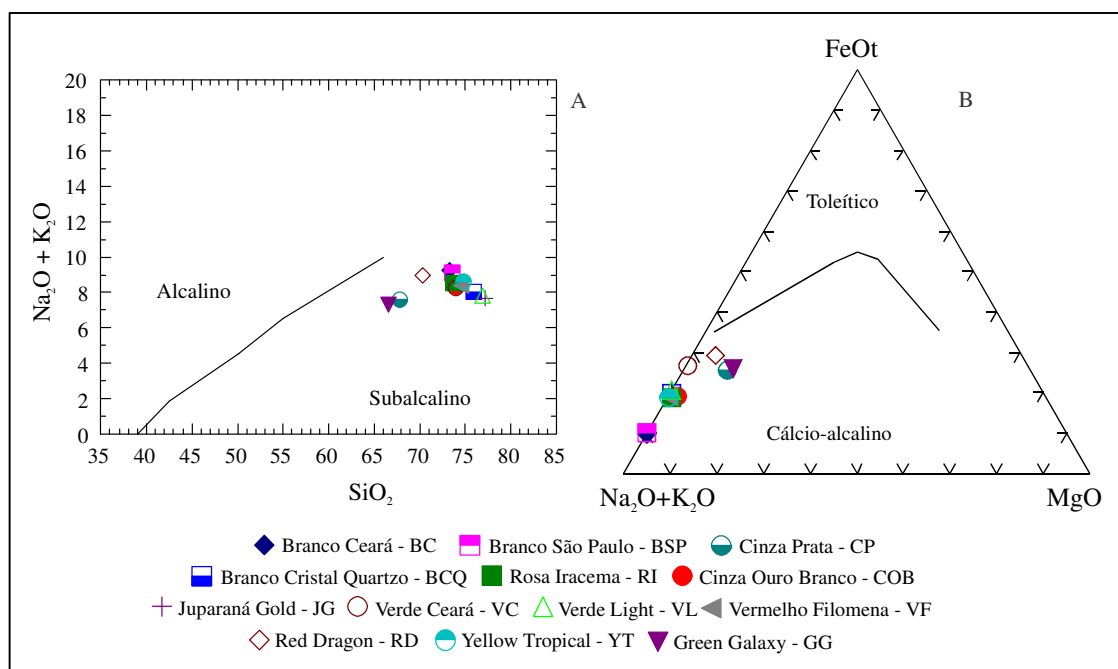 A
20
18
16
14
12
10
8
6
4
2
0
Na₂O + K₂O
Alcalino
Subalcalino
35 40 45 50 55 60 65 70 75 80 85
SiO₂
FeOt
B
Toleítico
Cálcio-alcalino
Na₂O+K₂O MgO
Branco Ceará - BC Branco São Paulo - BSP Cinza Prata - CP
Branco Cristal Quartzo - BCQ Rosa Iracema - RI Cinza Ouro Branco - COB
Juparaná Gold - JG Verde Ceará - VC Verde Light - VL Vermelho Filomena - VF
Red Dragon - RD Yellow Tropical - YT Green Galaxy - GG